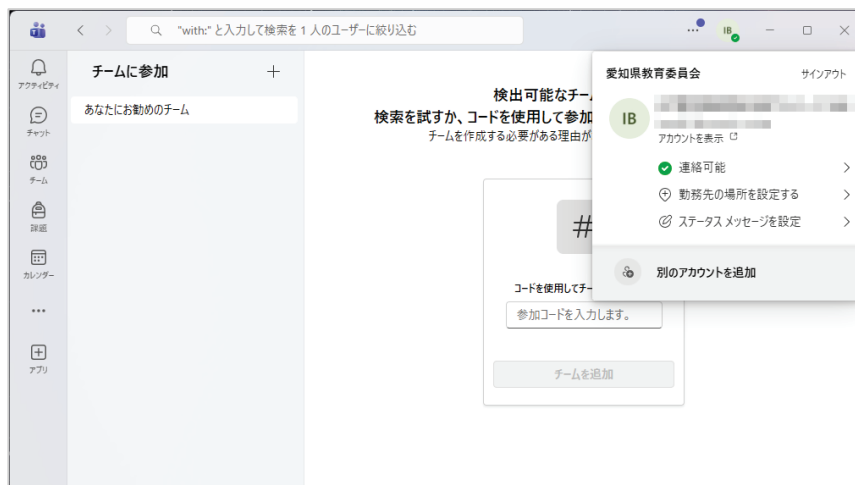 "with:" と入力して検索を 1 人のユーザーに絞り込む
IB
アクティビティ
チャット
チーム
課題
カレンダー
アプリ
チームに参加
あなたにお勧めのチーム
検出可能なチー
検索を試すか、コードを使用して参加
チームを作成する必要がある理由が
#
コードを使用してチー
参加コードを入力します。
チームを追加
愛知県教育委員会
サインアウト
IB
アカウントを表示
連絡可能
勤務先の場所を設定する
ステータス メッセージを設定
別のアカウントを追加